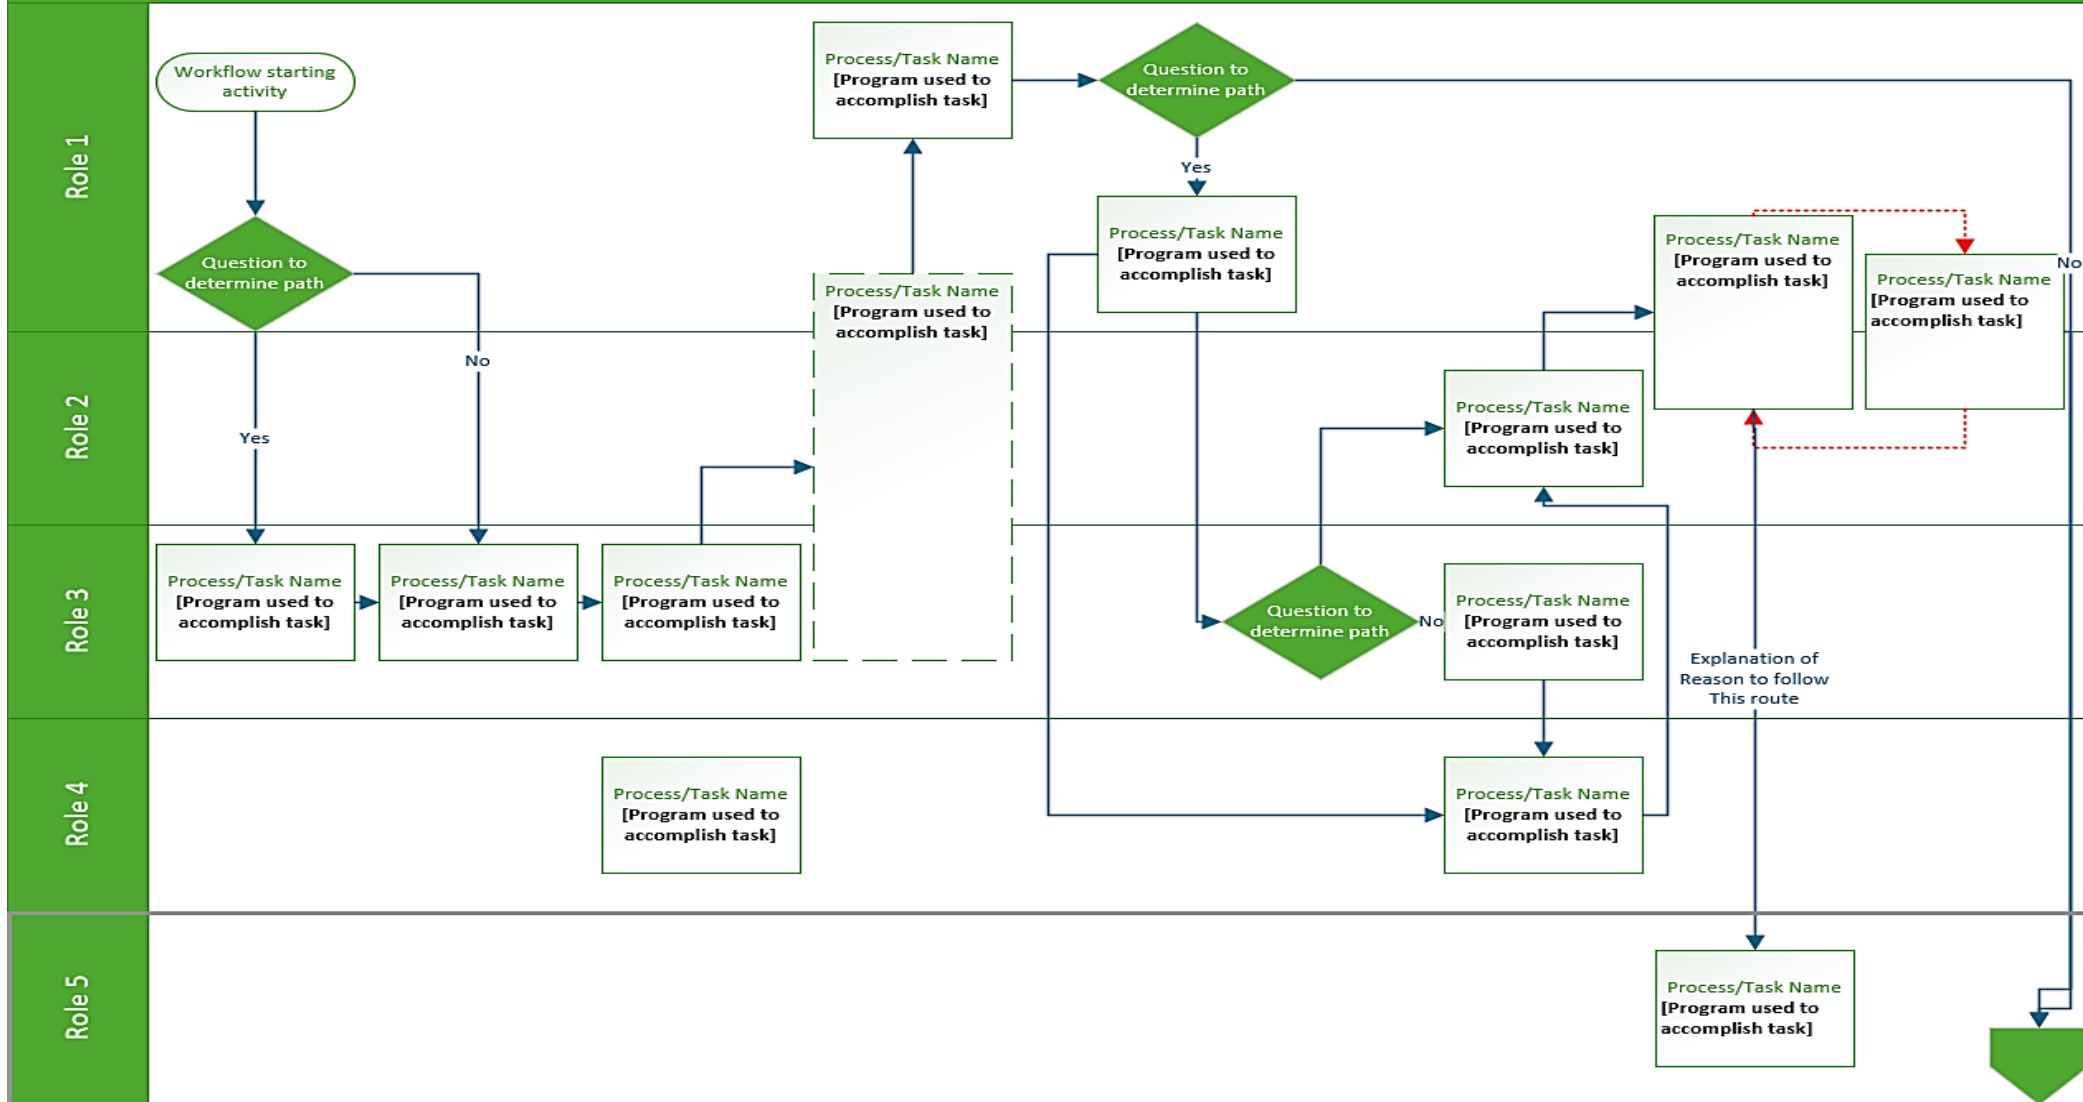 Role 1
Workflow starting
activity
Question to
determine path
Process/Task Name
[Program used to
accomplish task]
Question to
determine path
Yes
Process/Task Name
[Program used to
accomplish task]
Process/Task Name
[Program used to
accomplish task]
Process/Task Name
[Program used to
accomplish task]
Process/Task Name
[Program used to
accomplish task]
No
Role 2
No
Yes
Process/Task Name
[Program used to
accomplish task]
Role 3
Process/Task Name
[Program used to
accomplish task]
Process/Task Name
[Program used to
accomplish task]
Process/Task Name
[Program used to
accomplish task]
Question to
determine path
No
Process/Task Name
[Program used to
accomplish task]
Explanation of
Reason to follow
This route
Role 4
Process/Task Name
[Program used to
accomplish task]
Process/Task Name
[Program used to
accomplish task]
Role 5
Process/Task Name
[Program used to
accomplish task]